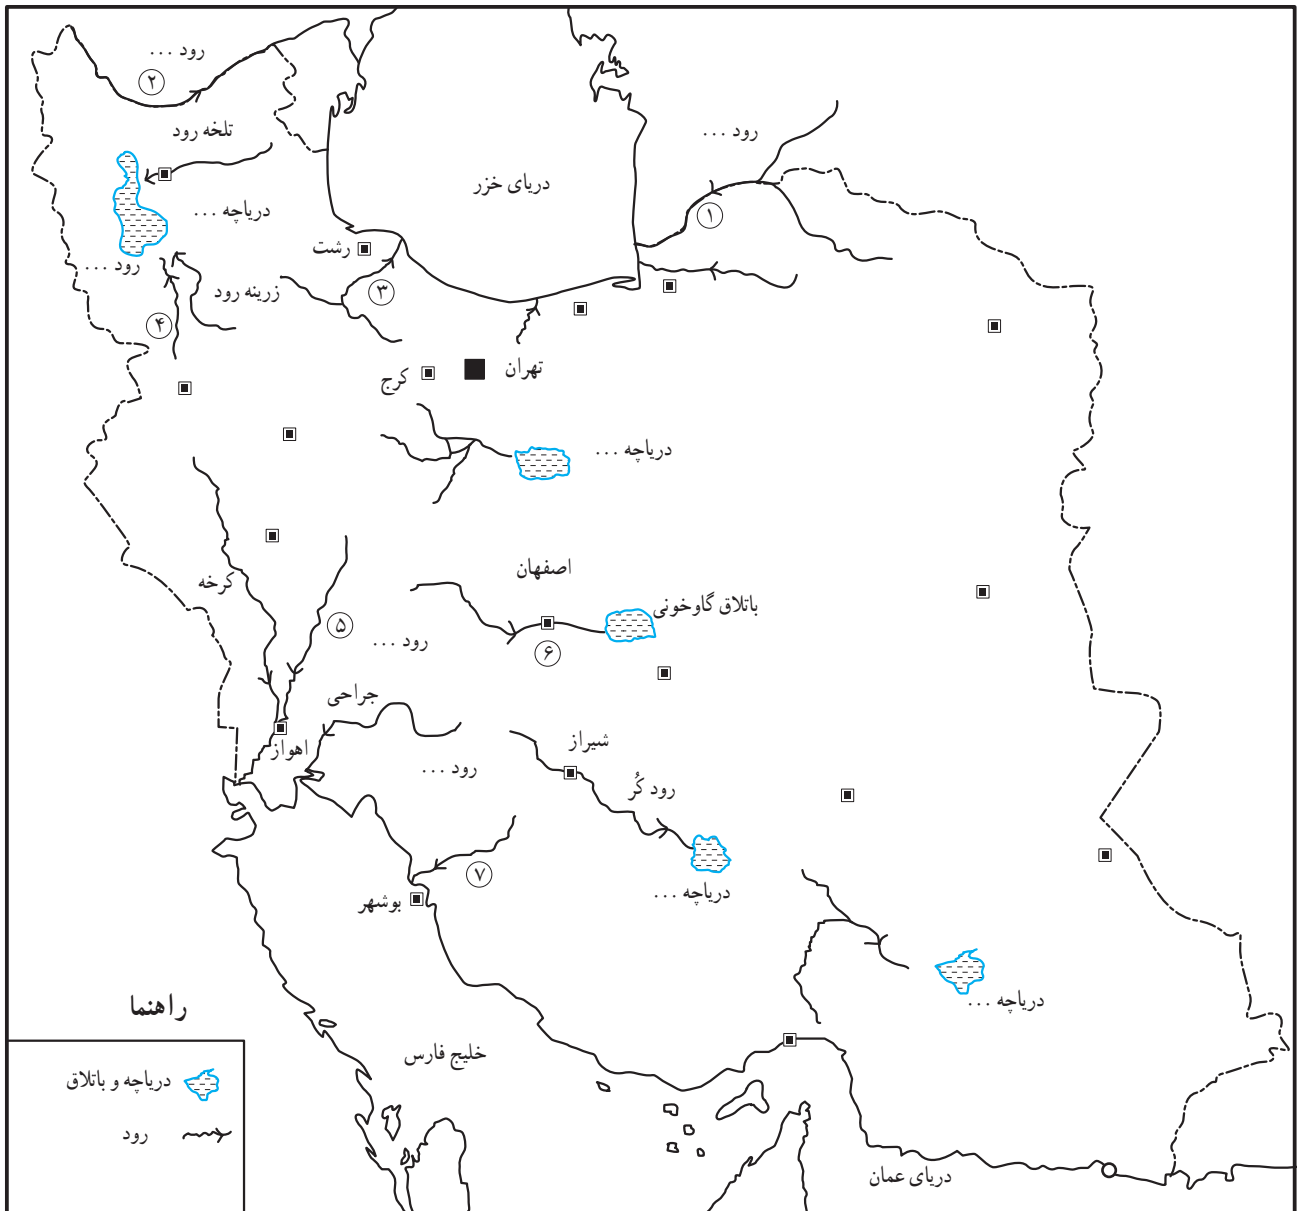 رود ...
۲
تلخه رود
رود ...
دریای خزر
۱
دریاچه ...
رشت
رود ...
زرینه رود
۳
۴
تهران
کرج
دریاچه ...
اصفهان
کرخه
باتلاق گاوخونی
۵
رود ...
۶
جراحی
شیراز
اهواز
رود ...
رود کُر
۷
دریاچه ...
بوشهر
دریاچه ...
راهنما
خلیج فارس
دریاچه و باتلاق
رود
دریای عمان